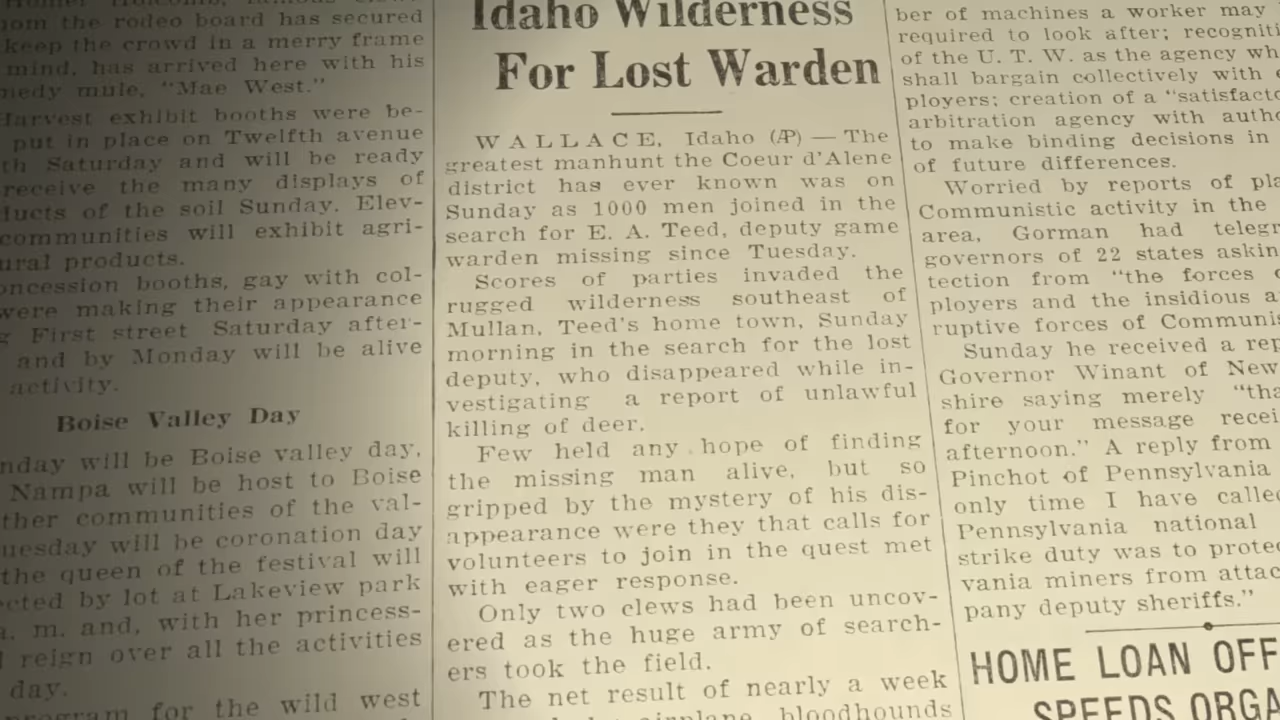 from the rodeo board has secured
keep the crowd in a merry frame
mind, has arrived here with his
medy mule, "Mae West."
Harvest exhibit booths were be-
put in place on Twelfth avenue
th Saturday and will be ready
receive the many displays of
ducts of the soil Sunday. Elev-
communities will exhibit agri-
ural products.
oncession booths, gay with col-
were making their appearance
g First street Saturday after-
and by Monday will be alive
activity.
Boise Valley Day
nday will be Boise valley day,
Nampa will be host to Boise
ther communities of the val-
uesday will be coronation day
the queen of the festival will
ected by lot at Lakeview park
a. m. and, with her princess-
l reign over all the activities
day.
program for the wild west
Idaho Wilderness
For Lost Warden
WALLACE, Idaho (AP) — The
greatest manhunt the Coeur d'Alene
district has ever known was on
Sunday as 1000 men joined in the
search for E. A. Teed, deputy game
warden missing since Tuesday.
Scores of parties invaded the
rugged wilderness southeast of
Mullan, Teed's home town, Sunday
morning in the search for the lost
deputy, who disappeared while in-
vestigating a report of unlawful
killing of deer.
Few held any hope of finding
the missing man alive, but so
gripped by the mystery of his dis-
appearance were they that calls for
volunteers to join in the quest met
with eager response.
Only two clews had been uncov-
ered as the huge army of search-
ers took the field.
The net result of nearly a week
airplane, bloodhounds
ber of machines a worker may
required to look after; recogniti
of the U. T. W. as the agency wh
shall bargain collectively with
ployers; creation of a "satisfacto
arbitration agency with autho
to make binding decisions in
of future differences.
Worried by reports of pla
Communistic activity in the
area, Gorman had telegr
governors of 22 states askin
tection from "the forces
ployers and the insidious a
ruptive forces of Communis
Sunday he received a rep
Governor Winant of New
shire saying merely "tha
for your message recei
afternoon." A reply from
Pinchot of Pennsylvania
only time I have called
Pennsylvania national
strike duty was to protec
vania miners from attac
pany deputy sheriffs."
HOME LOAN OFF
SPEEDS ORGA